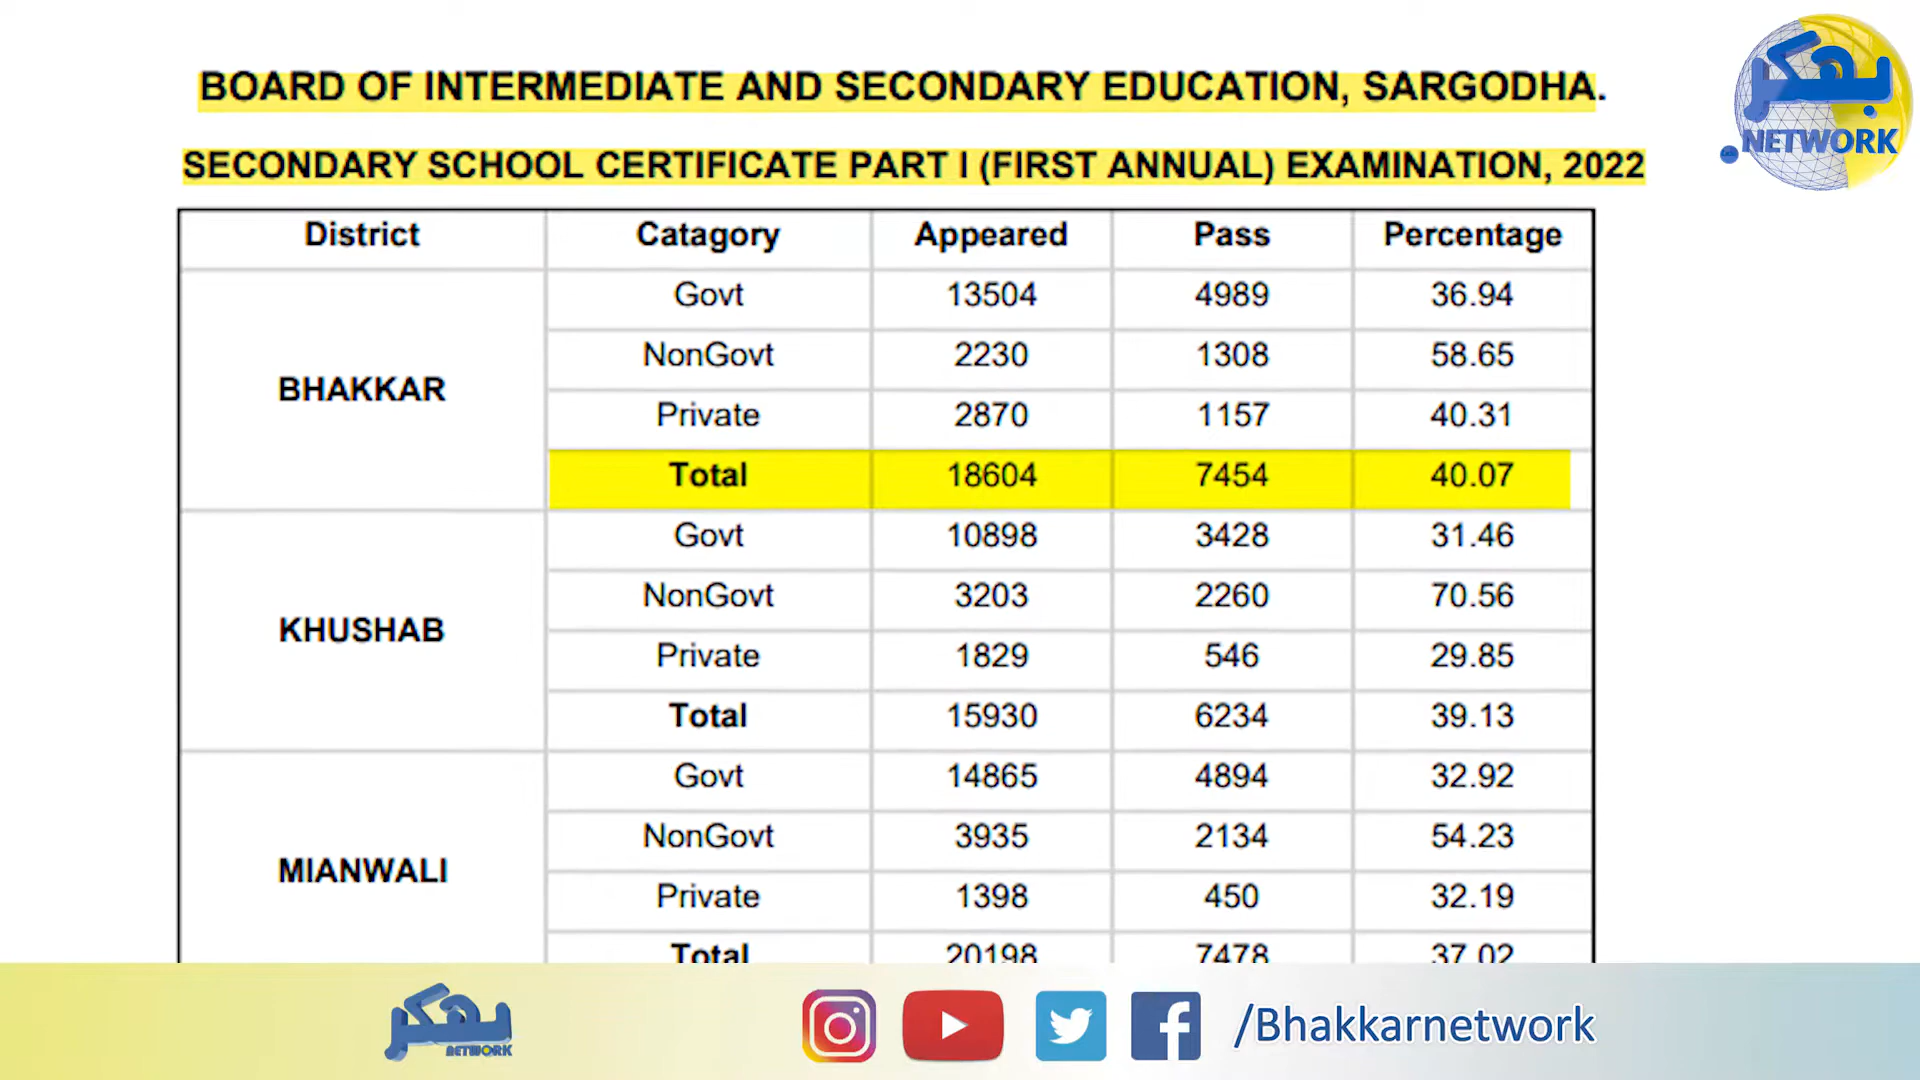 BOARD OF INTERMEDIATE AND SECONDARY EDUCATION, SARGODHA.
بھکر
NETWORK
SECONDARY SCHOOL CERTIFICATE PART I (FIRST ANNUAL) EXAMINATION, 2022
District Catagory Appeared Pass Percentage
BHAKKAR
Govt 13504 4989 36.94
NonGovt 2230 1308 58.65
Private 2870 1157 40.31
Total 18604 7454 40.07
KHUSHAB
Govt 10898 3428 31.46
NonGovt 3203 2260 70.56
Private 1829 546 29.85
Total 15930 6234 39.13
MIANWALI
Govt 14865 4894 32.92
NonGovt 3935 2134 54.23
Private 1398 450 32.19
Total 20198 7478 37.02
بھکر
NETWORK
/Bhakkarnetwork